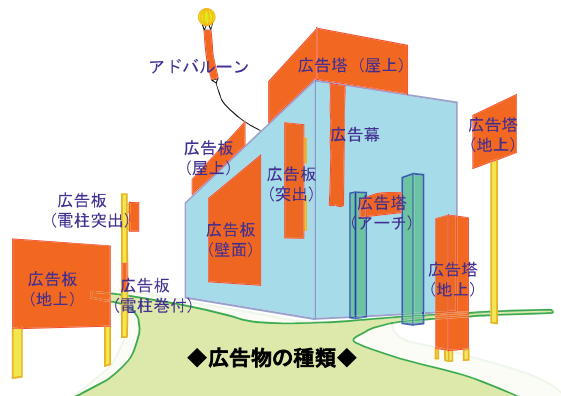 アドバルーン
広告塔（屋上）
広告幕
広告塔
（地上）
広告板
（屋上）
広告板
（突出）
広告板
（電柱突出）
広告塔
（アーチ）
広告板
（壁面）
広告板
（地上）
広告板
（電柱巻付）
広告塔
（地上）
◆広告物の種類◆